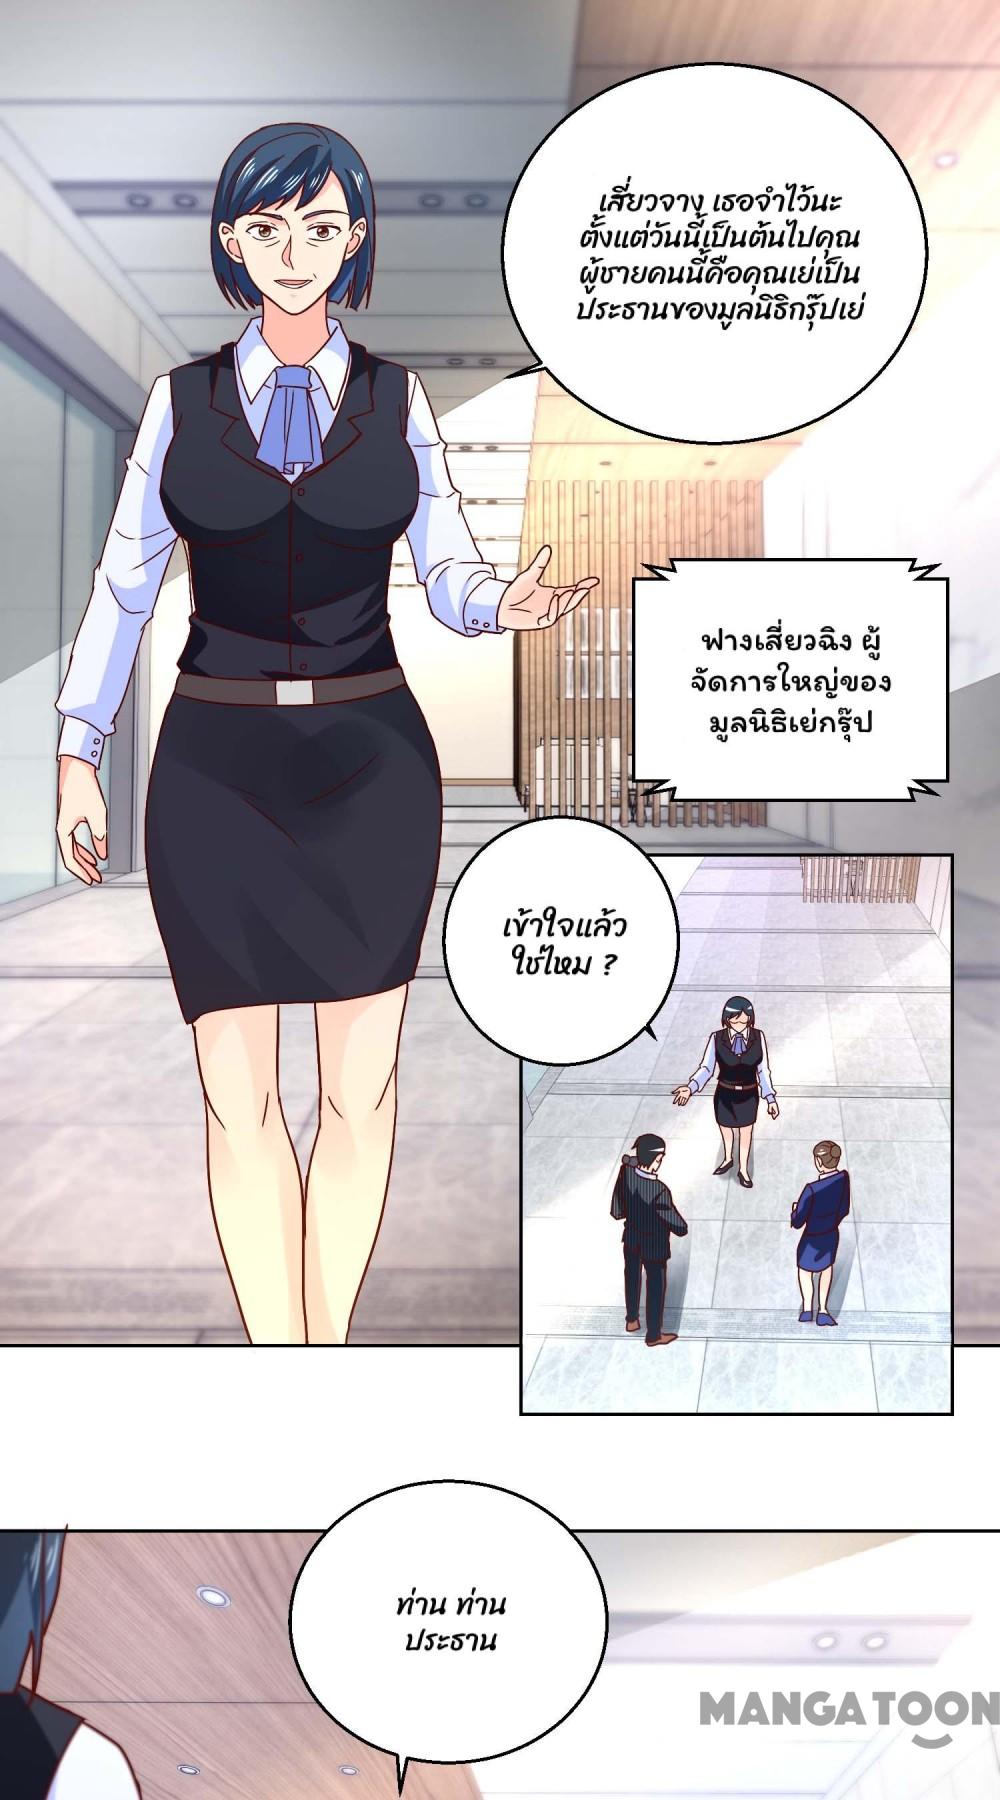 เสี่ยวจาง เธอจำไว้นะ
ตั้งแต่วันนี้เป็นต้นไปคุณ
ผู้ชายคนนี้คือคุณเย่เป็น
ประธานของมูลนิธิกรุ๊ปเย่
ฟางเสี่ยวฉิง ผู้
จัดการใหญ่ของ
มูลนิธิเย่กรุ๊ป
เข้าใจแล้ว
ใช่ไหม ?
ท่าน ท่าน
ประธาน
MANGATOON